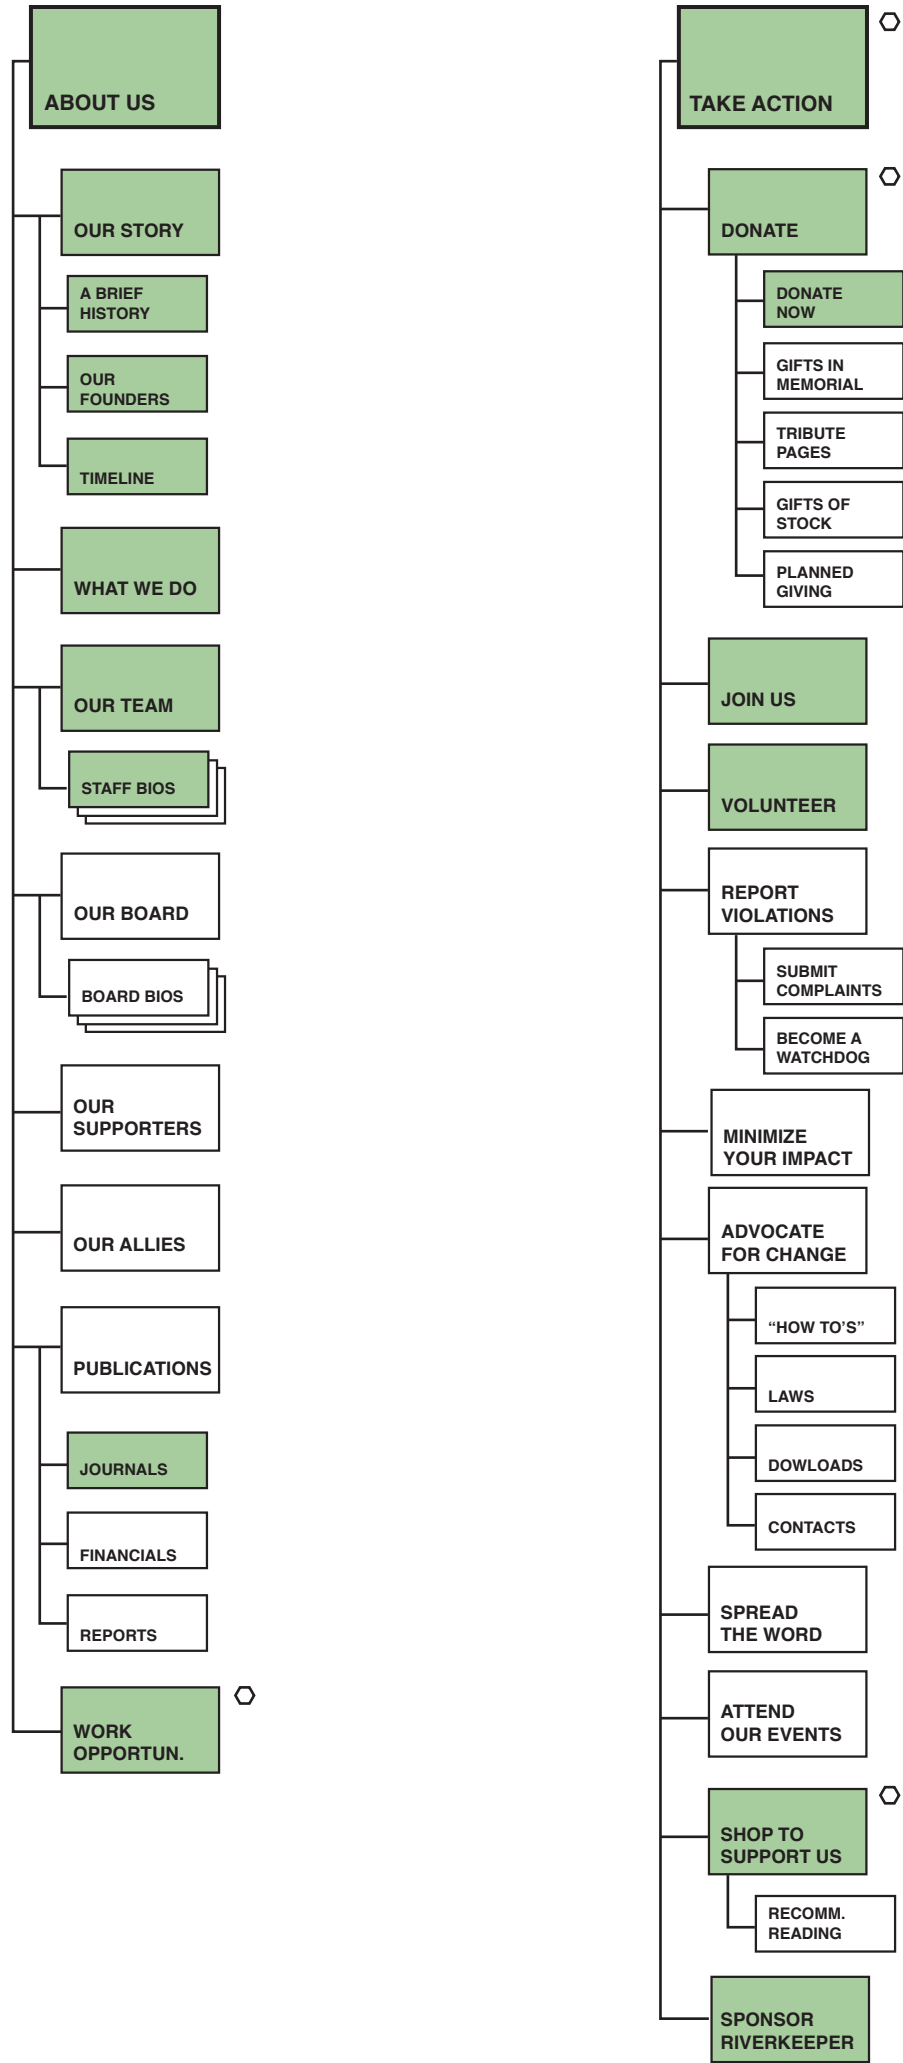 ABOUT US
OUR STORY
A BRIEF
HISTORY
OUR
FOUNDERS
TIMELINE
WHAT WE DO
OUR TEAM
STAFF BIOS
OUR BOARD
BOARD BIOS
OUR
SUPPORTERS
OUR ALLIES
PUBLICATIONS
JOURNALS
FINANCIALS
REPORTS
WORK
OPPORTUN.
TAKE ACTION
DONATE
DONATE
NOW
GIFTS IN
MEMORIAL
TRIBUTE
PAGES
GIFTS OF
STOCK
PLANNED
GIVING
JOIN US
VOLUNTEER
REPORT
VIOLATIONS
SUBMIT
COMPLAINTS
BECOME A
WATCHDOG
MINIMIZE
YOUR IMPACT
ADVOCATE
FOR CHANGE
“HOW TO’S”
LAWS
DOWLOADS
CONTACTS
SPREAD
THE WORD
ATTEND
OUR EVENTS
SHOP TO
SUPPORT US
RECOMM.
READING
SPONSOR
RIVERKEEPER